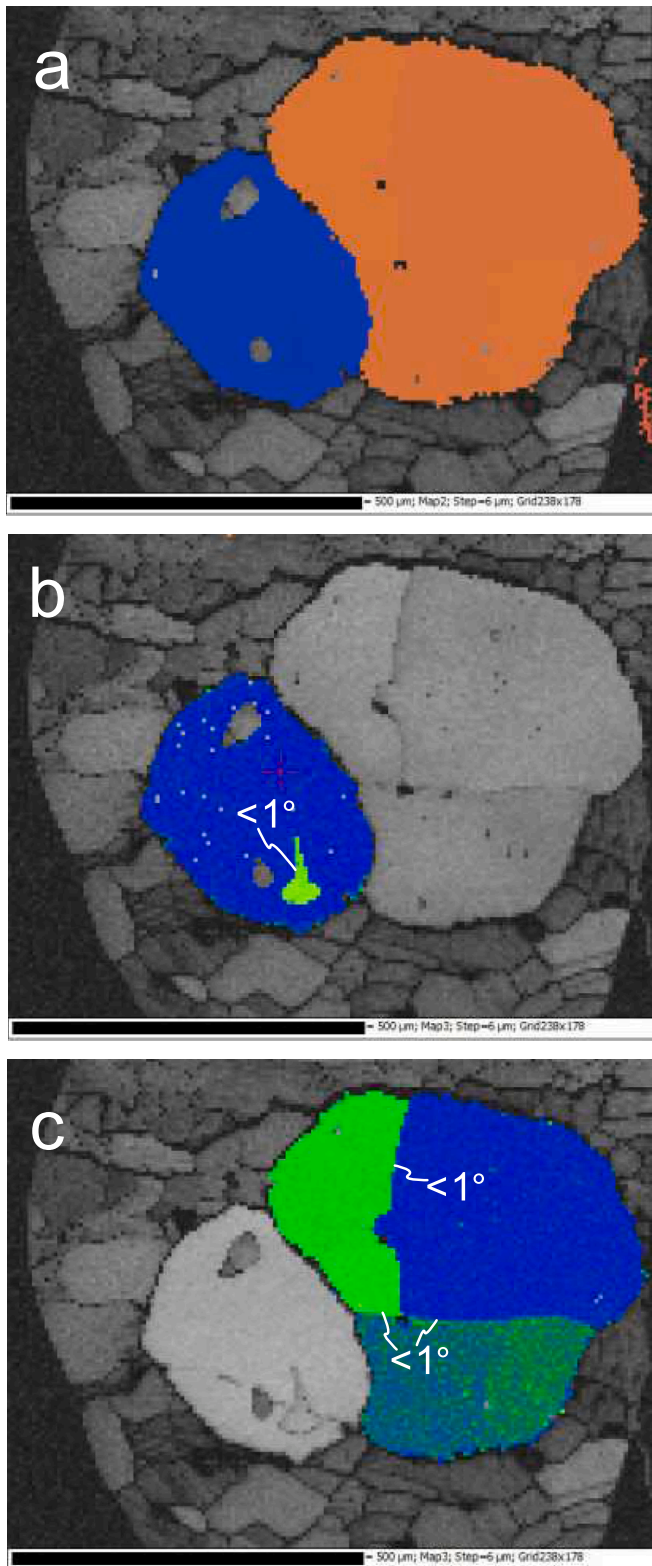 a
= 500 µm; Map2; Step=6 µm; Grid238x178
b
<1°
= 500 µm; Map3; Step=6 µm; Grid238x178
c
<1°
<1°
= 500 µm; Map3; Step=6 µm; Grid238x178